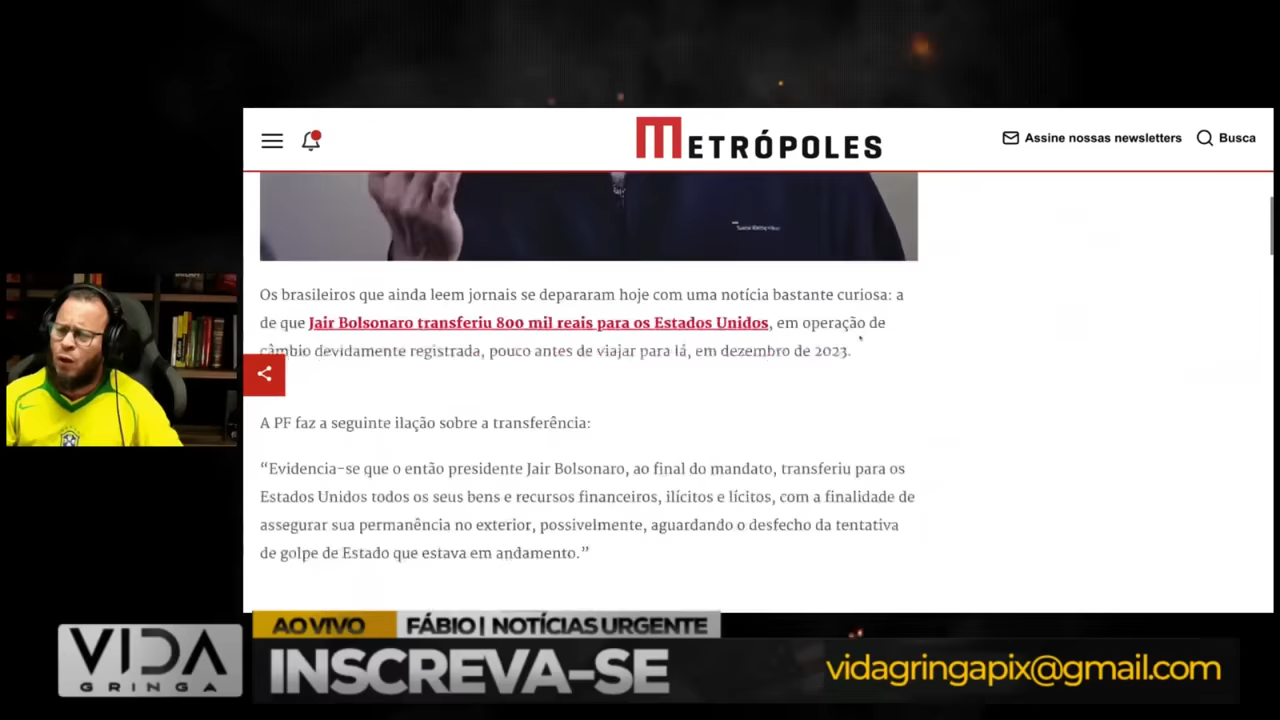 METRÓPOLES
Assine nossas newsletters
Busca
Os brasileiros que ainda leem jornais se depararam hoje com uma notícia bastante curiosa: a
de que Jair Bolsonaro transferiu 800 mil reais para os Estados Unidos, em operação de
câmbio devidamente registrada, pouco antes de viajar para lá, em dezembro de 2023.
A PF faz a seguinte ilação sobre a transferência:
“Evidencia-se que o então presidente Jair Bolsonaro, ao final do mandato, transferiu para os
Estados Unidos todos os seus bens e recursos financeiros, ilícitos e lícitos, com a finalidade de
assegurar sua permanência no exterior, possivelmente, aguardando o desfecho da tentativa
de golpe de Estado que estava em andamento.”
AO VIVO
FÁBIO | NOTÍCIAS URGENTE
VIDA
GRINGA
INSCREVA-SE
vidagringapix@gmail.com